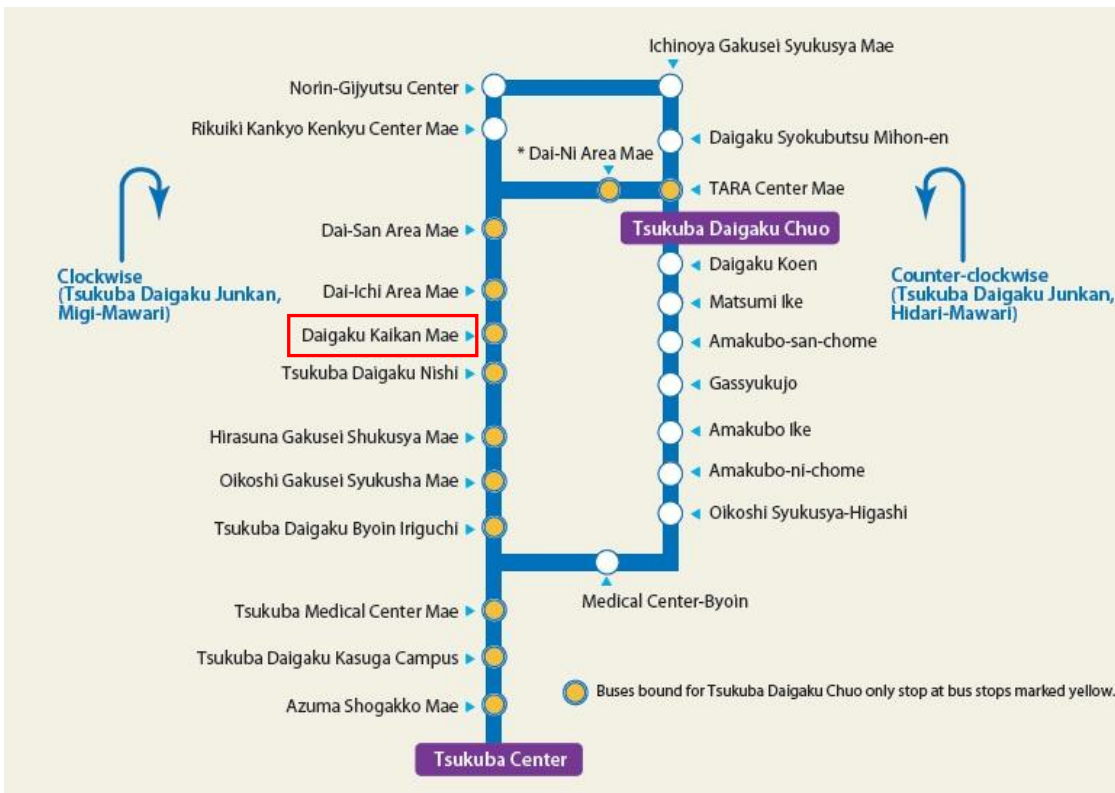 Ichinoya Gakusei Syukusya Mae
Norin-Gijyutsu Center
Rikuiki Kankyo Kenkyu Center Mae
Daigaku Syokubutsu Mihon-en
* Dai-Ni Area Mae
TARA Center Mae
Tsukuba Daigaku Chuo
Dai-San Area Mae
Daigaku Koen
Clockwise
(Tsukuba Daigaku Junkan,
Migi-Mawari)
Counter-clockwise
(Tsukuba Daigaku Junkan,
Hidari-Mawari)
Dai-Ichi Area Mae
Matsumi Ike
Daigaku Kaikan Mae
Amakubo-san-chome
Tsukuba Daigaku Nishi
Gassyukujo
Hirasuna Gakusei Shukusya Mae
Amakubo Ike
Oikoshi Gakusei Syukusha Mae
Amakubo-ni-chome
Tsukuba Daigaku Byoin Iriguchi
Oikoshi Syukusya-Higashi
Medical Center-Byoin
Tsukuba Medical Center Mae
Tsukuba Daigaku Kasuga Campus
Buses bound for Tsukuba Daigaku Chuo only stop at bus stops marked yellow.
Azuma Shogakko Mae
Tsukuba Center